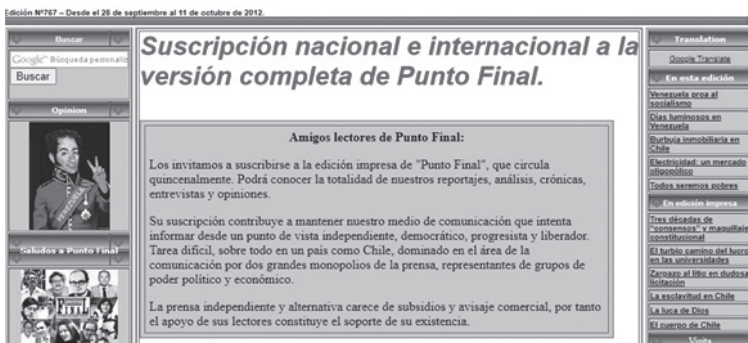 Edición Nº767 – Desde el 28 de septiembre al 11 de octubre de 2012.
Buscar
Google™ Búsqueda personaliz
Buscar
Opinion
Saludos a Punto Final
Suscripción nacional e internacional a la
versión completa de Punto Final.
Amigos lectores de Punto Final:
Los invitamos a suscribirse a la edición impresa de "Punto Final", que circula
quincenalmente. Podrá conocer la totalidad de nuestros reportajes, análisis, crónicas,
entrevistas y opiniones.
Su suscripción contribuye a mantener nuestro medio de comunicación que intenta
informar desde un punto de vista independiente, democrático, progresista y liberador.
Tarea difícil, sobre todo en un país como Chile, dominado en el área de la
comunicación por dos grandes monopolios de la prensa, representantes de grupos de
poder político y económico.
La prensa independiente y alternativa carece de subsidios y avisaje comercial, por tanto
el apoyo de sus lectores constituye el soporte de su existencia.
Translation
Google Translate
En esta edición
Venezuela proa al
socialismo
Días luminosos en
Venezuela
Burbuja inmobiliaria en
Chile
Electricidad: un mercado
oligopólico
Todos seremos pobres
En edición impresa
Tres décadas de
"consensos" y maquillaje
constitucional
El turbio camino del lucro
en las universidades
Zarpazo al litio en dudosa
licitación
La esclavitud en Chile
La luca de Dios
El cuerpo de Chile
Visite